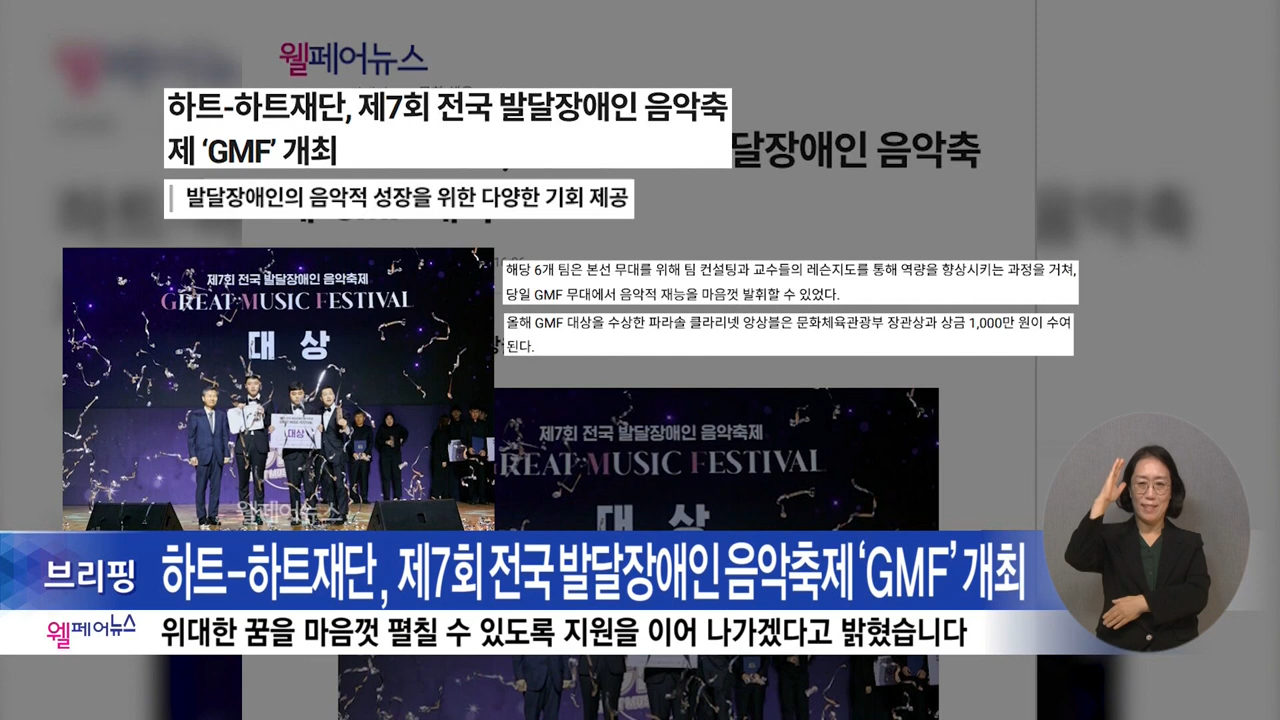 웰페어뉴스
하트-하트재단, 제7회 전국 발달장애인 음악축
제 ‘GMF’ 개최
달장애인 음악축
발달장애인의 음악적 성장을 위한 다양한 기회 제공
해당 6개 팀은 본선 무대를 위해 팀 컨설팅과 교수들의 레슨지도를 통해 역량을 향상시키는 과정을 거쳐,
당일 GMF 무대에서 음악적 재능을 마음껏 발휘할 수 있었다.
올해 GMF 대상을 수상한 파라솔 클라리넷 앙상블은 문화체육관광부 장관상과 상금 1,000만 원이 수여
된다.
제7회 전국 발달장애인 음악축제
GREAT MUSIC FESTIVAL
대 상
대상
웰페어뉴스
제7회 전국 발달장애인 음악축제
REAT MUSIC FESTIVAL
대 상
브리핑
하트-하트재단, 제7회 전국 발달장애인 음악축제 ‘GMF’ 개최
웰페어뉴스
위대한 꿈을 마음껏 펼칠 수 있도록 지원을 이어 나가겠다고 밝혔습니다